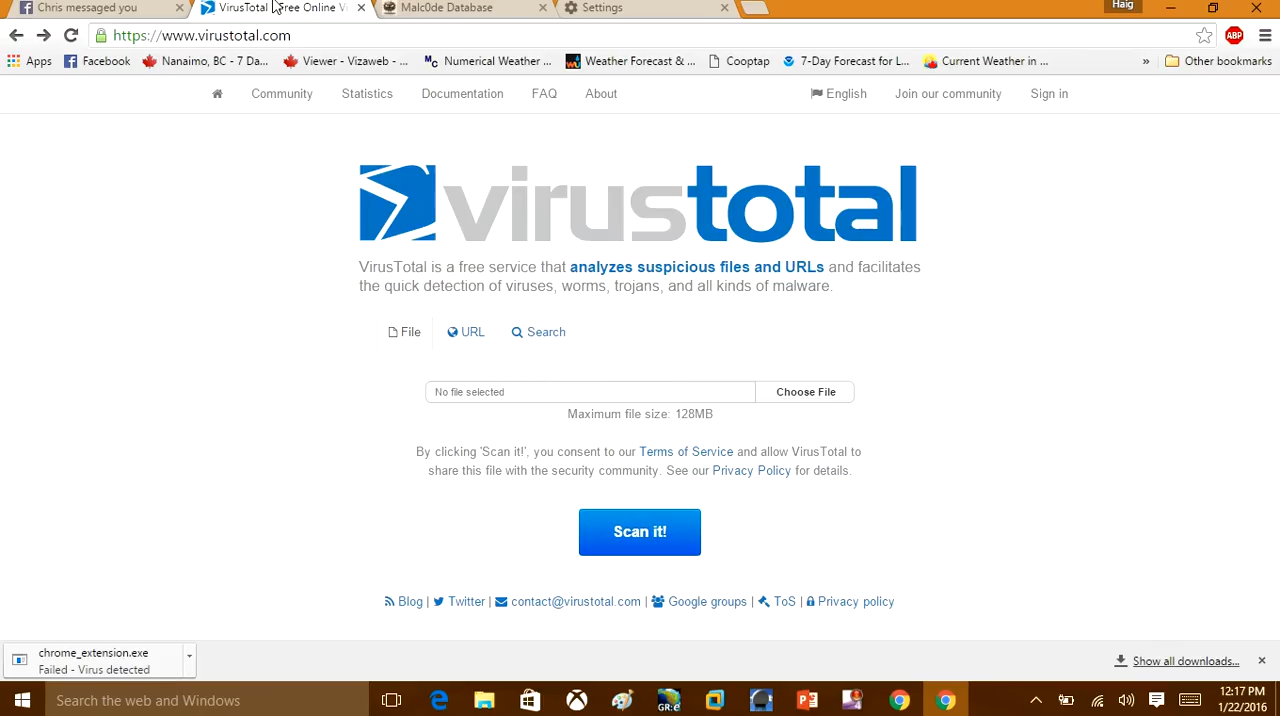 Chris messaged you
VirusTotal
Free Online Vi
Malc0de Database
Settings
Haig
https://www.virustotal.com
ABP
Apps
Facebook
Nanaimo, BC - 7 Da...
Viewer - Vizaweb - ...
MC Numerical Weather ...
Weather Forecast & ...
Cooptap
7-Day Forecast for L...
Current Weather in ...
»
Other bookmarks
Community
Statistics
Documentation
FAQ
About
English
Join our community
Sign in
virustotal
VirusTotal is a free service that analyzes suspicious files and URLs and facilitates
the quick detection of viruses, worms, trojans, and all kinds of malware.
File
URL
Search
No file selected
Choose File
Maximum file size: 128MB
By clicking 'Scan it!', you consent to our Terms of Service and allow VirusTotal to
share this file with the security community. See our Privacy Policy for details.
Scan it!
Blog | Twitter | contact@virustotal.com | Google groups | ToS | Privacy policy
chrome_extension.exe
Failed - Virus detected
Show all downloads...
Search the web and Windows
GR:e
12:17 PM
1/22/2016